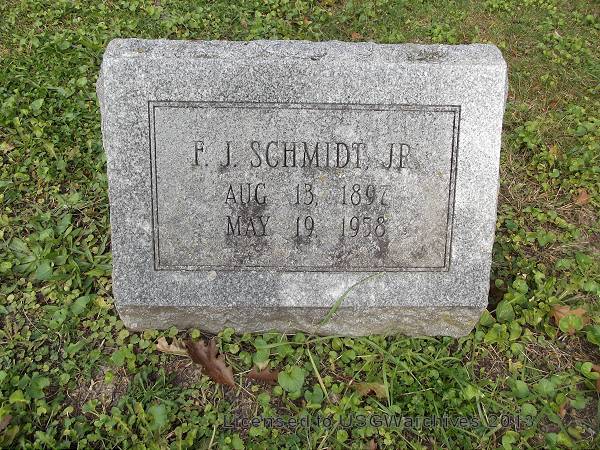 F. J. SCHMIDT, JR.
AUG 13, 1897
MAY 19 1958
Licensed to USGWarchives 2013